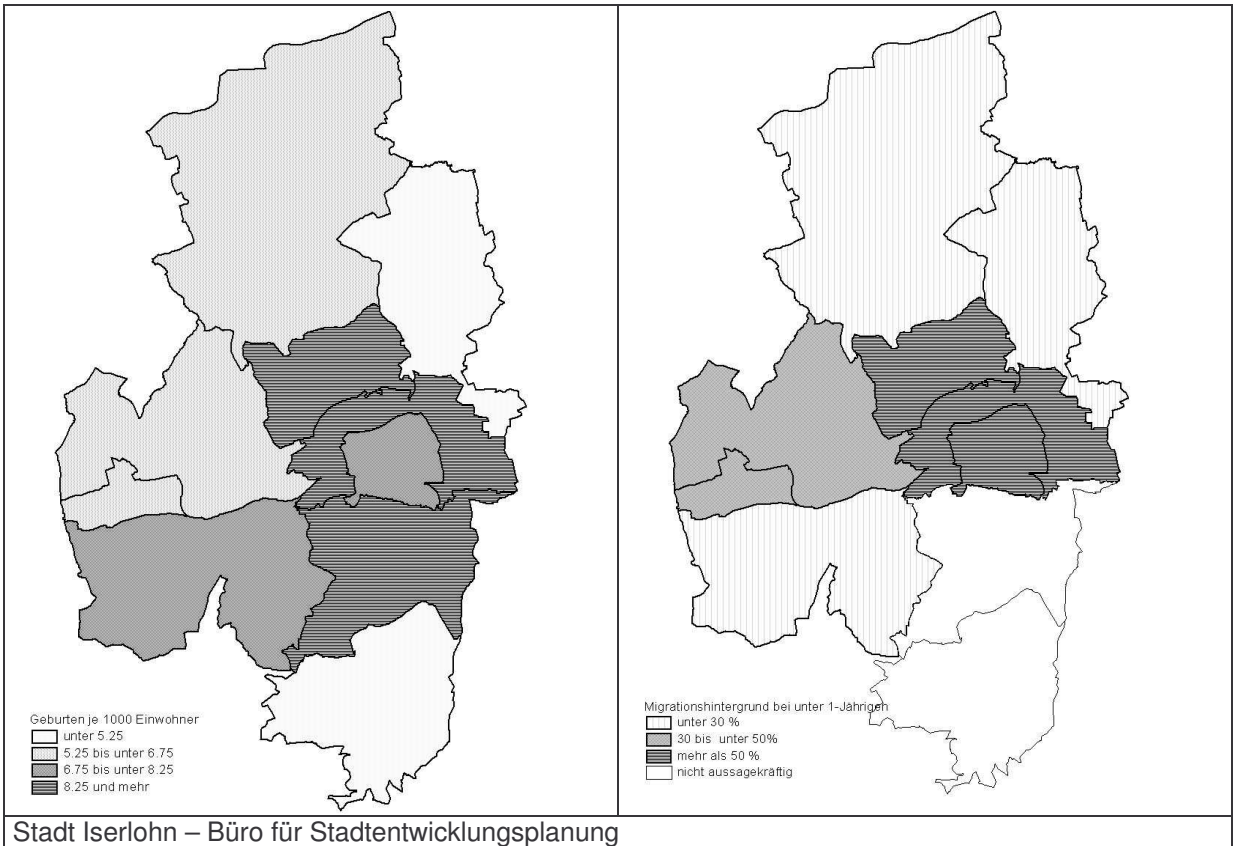 Geburten je 1000 Einwohner
unter 5.25
5.25 bis unter 6.75
6.75 bis unter 8.25
8.25 und mehr
Migrationshintergrund bei unter 1-Jährigen
unter 30 %
30 bis unter 50%
mehr als 50 %
nicht aussagekräftig
Stadt Iserlohn – Büro für Stadtentwicklungsplanung